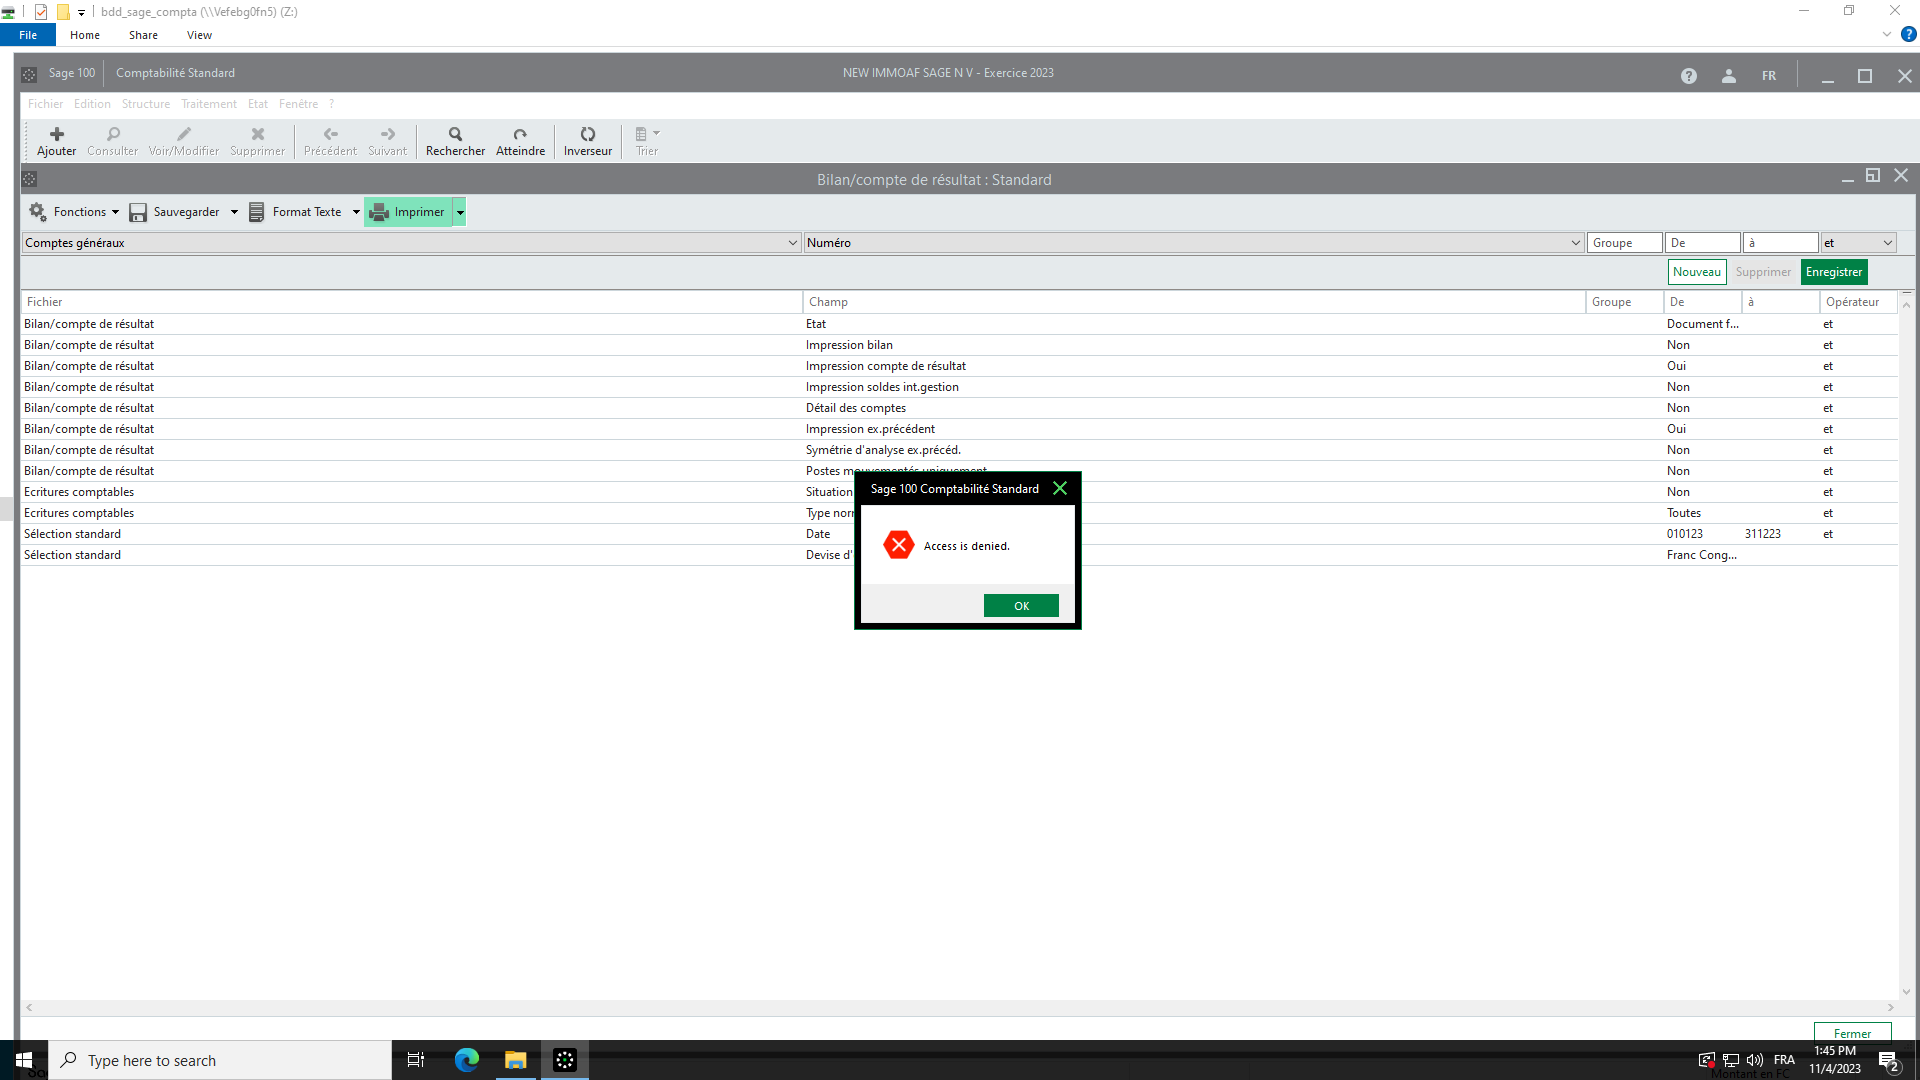 bdd_sage_compta (\\Vefebg0fn5) (Z:)
File Home Share View
Sage 100 Comptabilité Standard NEW IMMOAF SAGE N V - Exercice 2023 FR
Fichier Edition Structure Traitement Etat Fenêtre ?
Ajouter Consulter Voir/Modifier Supprimer Précédent Suivant Rechercher Atteindre Inverseur Trier
Bilan/compte de résultat : Standard
Fonctions Sauvegarder Format Texte Imprimer
Comptes généraux Numéro Groupe De à et
Nouveau Supprimer Enregistrer
Fichier Champ Groupe De à Opérateur
Bilan/compte de résultat Etat Document f... et
Bilan/compte de résultat Impression bilan Non et
Bilan/compte de résultat Impression compte de résultat Oui et
Bilan/compte de résultat Impression soldes int.gestion Non et
Bilan/compte de résultat Détail des comptes Non et
Bilan/compte de résultat Impression ex.précédent Oui et
Bilan/compte de résultat Symétrie d'analyse ex.précéd. Non et
Bilan/compte de résultat Postes mouvementés uniquement Non et
Ecritures comptables Situation Non et
Ecritures comptables Type nor Toutes et
Sélection standard Date 010123 311223 et
Sélection standard Devise d' Franc Cong...
Sage 100 Comptabilité Standard
Access is denied.
OK
Fermer
Type here to search
FRA
1:45 PM
11/4/2023
2
Montant en FC